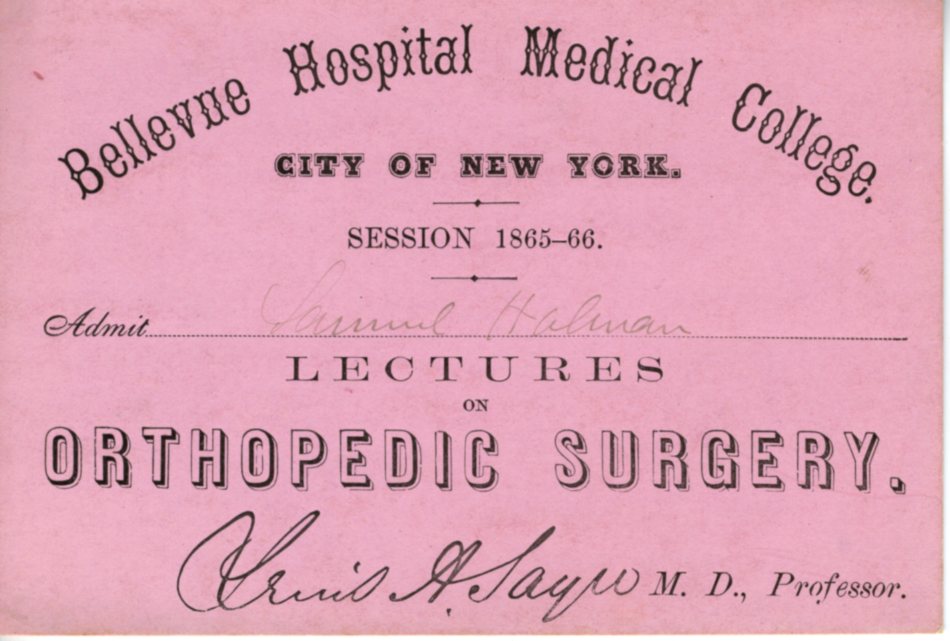 Bellevue Hospital Medical College.
CITY OF NEW YORK.
SESSION 1865–66.
Admit Samuel Holman
LECTURES
ON
ORTHOPEDIC SURGERY.
Lewis A. Sayre M. D., Professor.